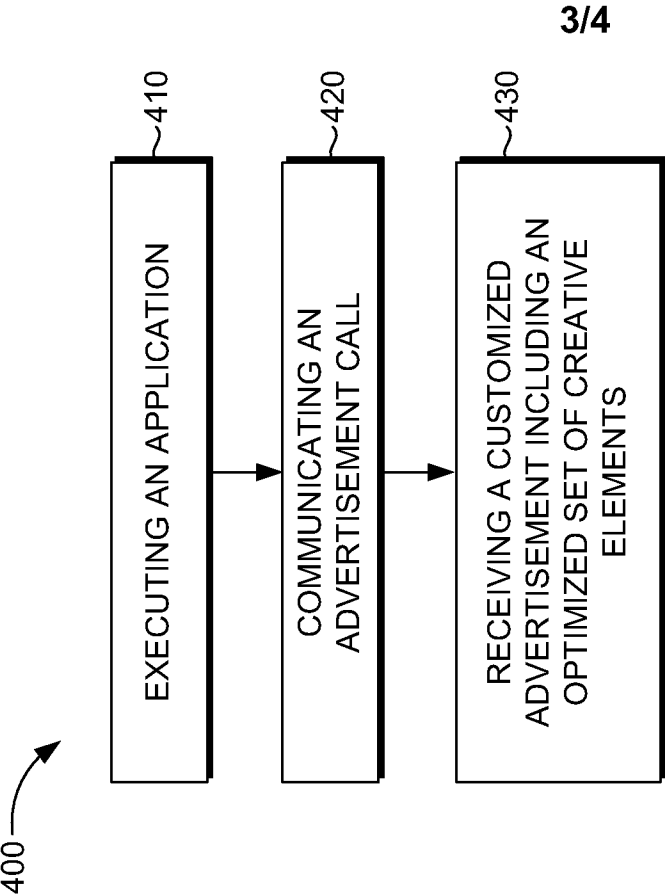 3/4
400
410
EXECUTING AN APPLICATION
420
COMMUNICATING AN
ADVERTISEMENT CALL
430
RECEIVING A CUSTOMIZED
ADVERTISEMENT INCLUDING AN
OPTIMIZED SET OF CREATIVE
ELEMENTS